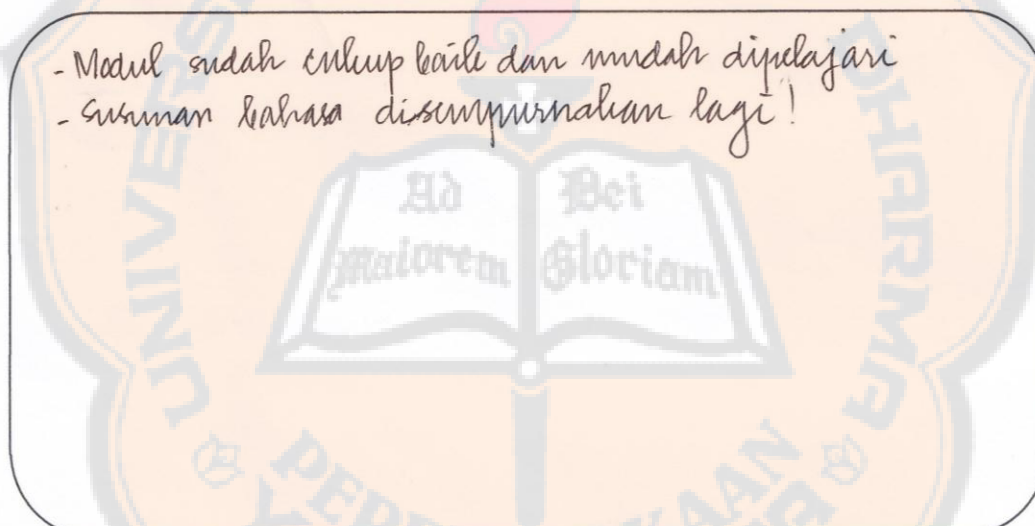 - Modul sudah cukup baik dan mudah dipelajari
- Susunan bahasa disempurnakan lagi!
Ad Dei
Maiorem Gloriam